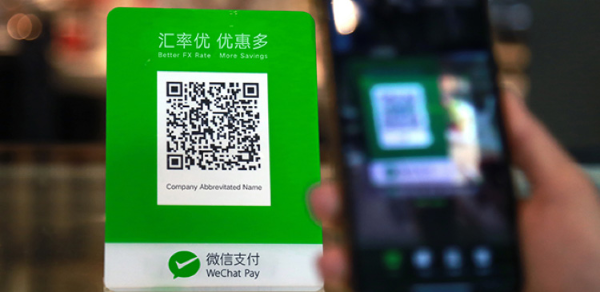 汇率优 优惠多
Better FX Rate More Savings
Company Abbrevitated Name
微信支付
WeChat Pay